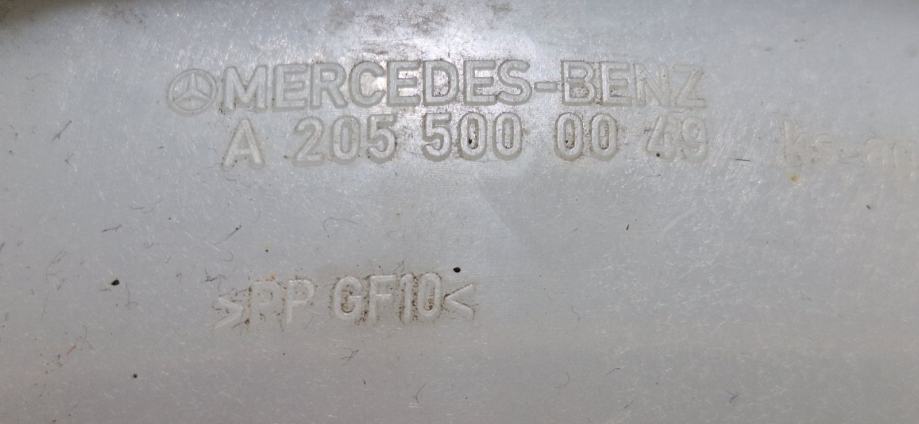 MERCEDES-BENZ
A 205 500 00 49
>PP GF10<